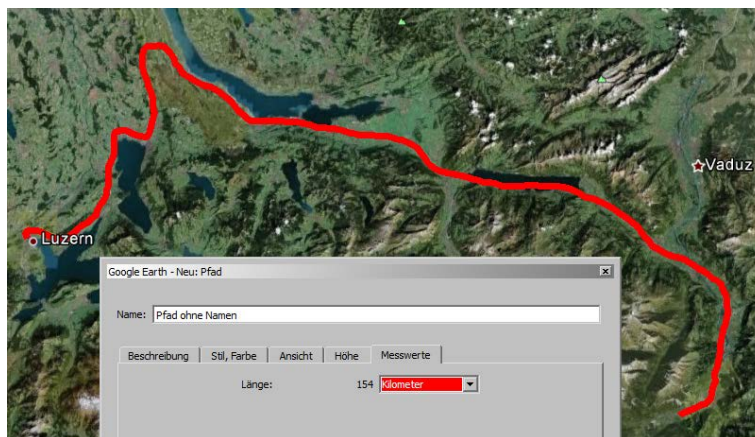 Vaduz
Luzern
Google Earth - Neu: Pfad
Name: Pfad ohne Namen
Beschreibung Stil, Farbe Ansicht Höhe Messwerte
Länge: 154 Kilometer